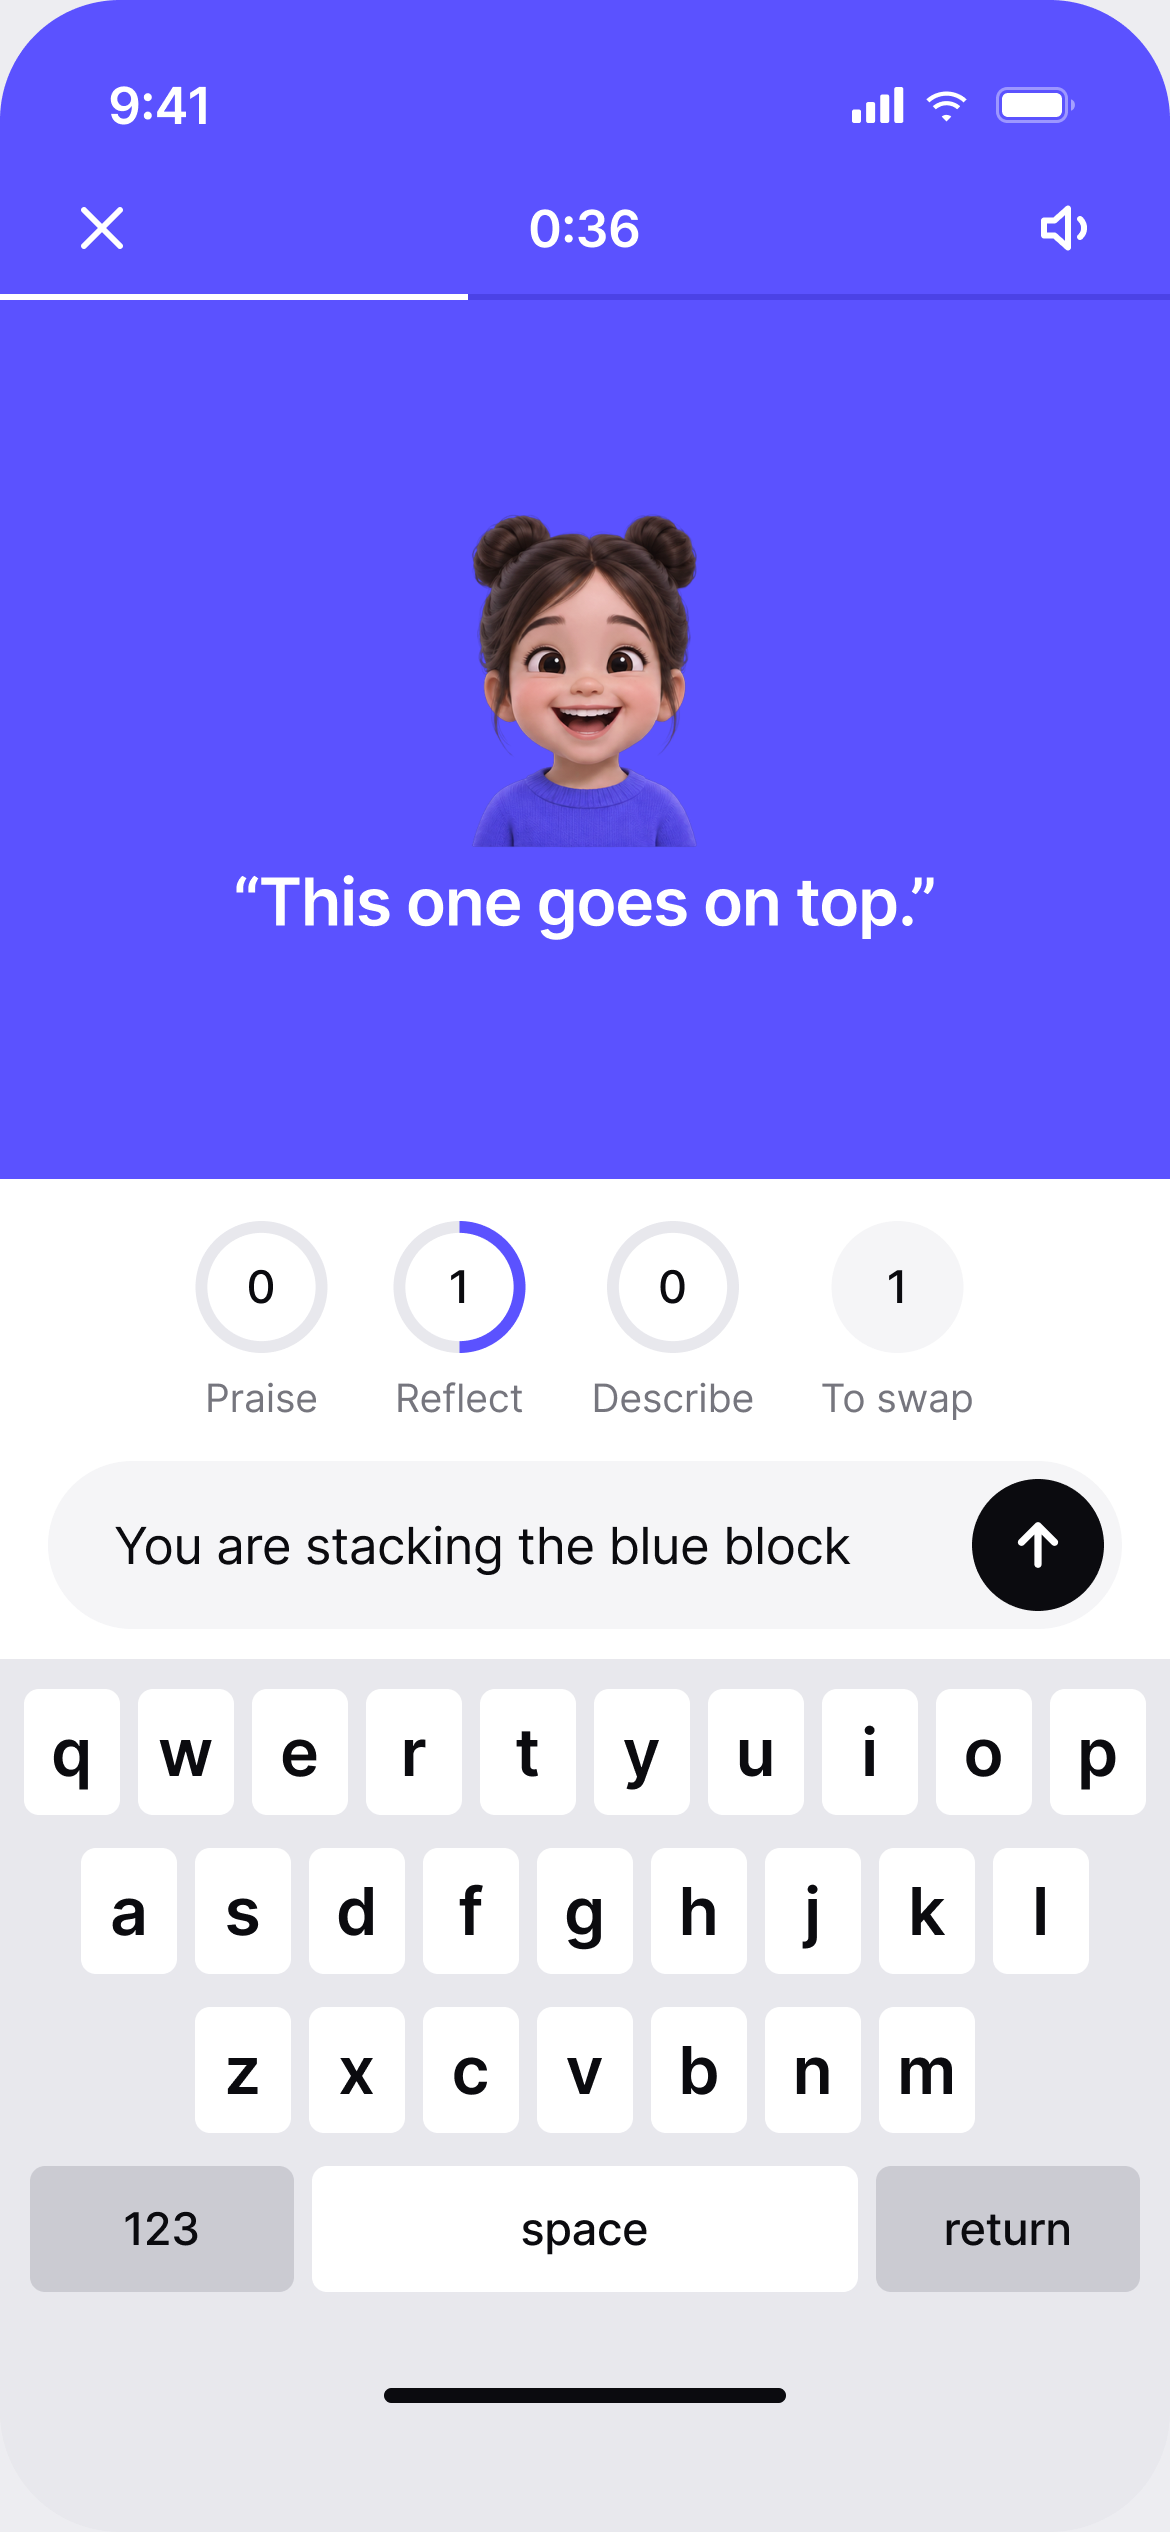 9:41
0:36
“This one goes on top.”
0 1 0 1
Praise Reflect Describe To swap
You are stacking the blue block
q w e r t y u i o p
a s d f g h j k l
z x c v b n m
123 space return